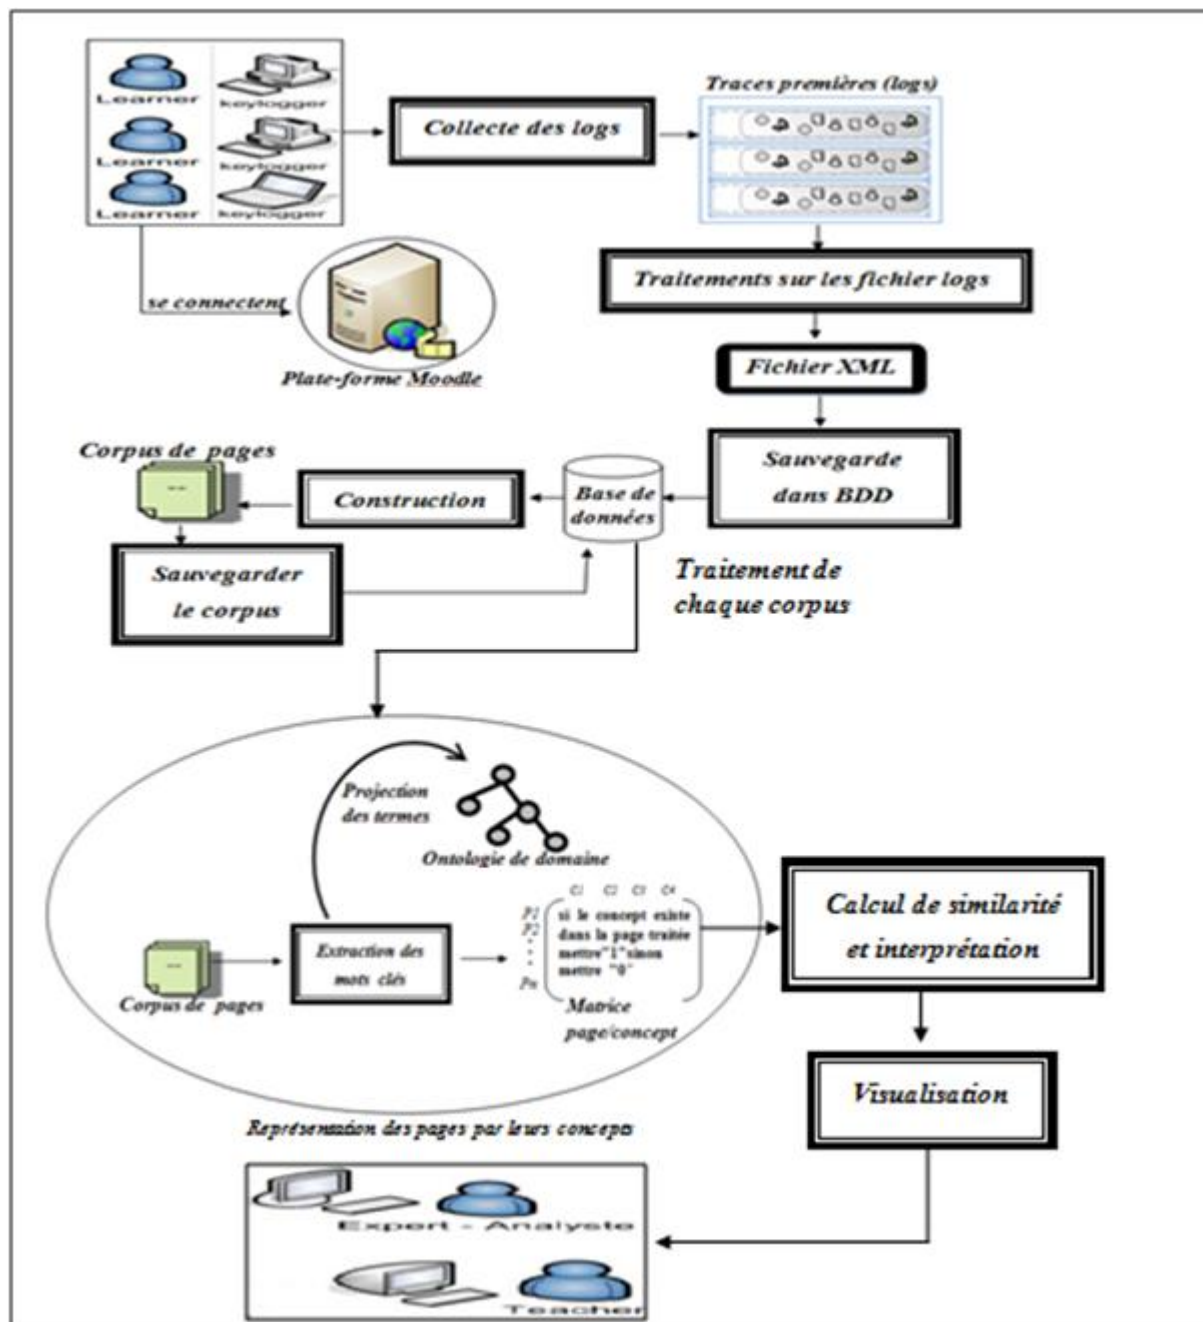 Learner
keylogger
Learner
keylogger
Learner
keylogger
Collecte des logs
Traces premières (logs)
Traitements sur les fichier logs
se connectent
Plate-forme Moodle
Fichier XML
Sauvegarde
dans BDD
Base de
données
Construction
Corpus de pages
Sauvegarder
le corpus
Traitement de
chaque corpus
Projection
des termes
Ontologie de domaine
Corpus de pages
Extraction des
mots clés
C1 C2 C3 C4
P1 si le concept existe
P2 dans la page traitée
mettre"1"sinon
mettre "0"
Pn
Matrice
page/concept
Calcul de similarité
et interprétation
Visualisation
Représentation des pages par leurs concepts
Expert - Analyste
Teacher